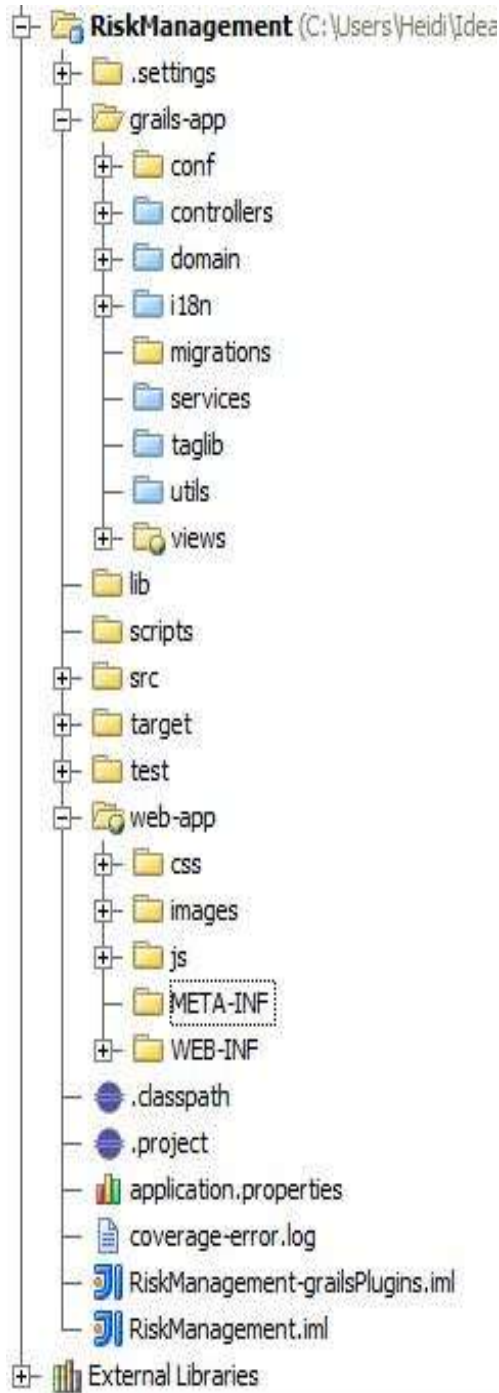 RiskManagement (C:\Users\Heidi\Idea
.settings
grails-app
conf
controllers
domain
i18n
migrations
services
taglib
utils
views
lib
scripts
src
target
test
web-app
css
images
js
META-INF
WEB-INF
.classpath
.project
application.properties
coverage-error.log
RiskManagement-grailsPlugins.iml
RiskManagement.iml
External Libraries